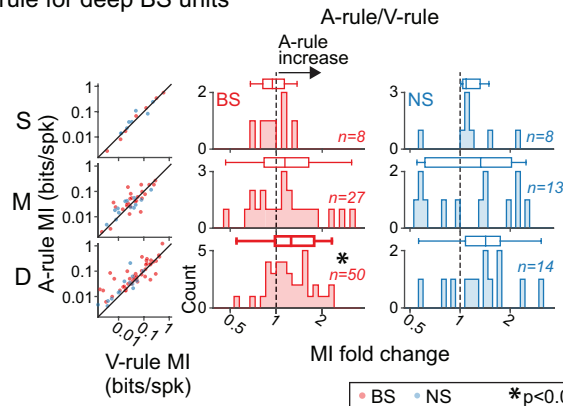 rule for deep BS units
A-rule/V-rule
A-rule
increase
S
M
D
A-rule MI (bits/spk)
1
0.1
0.01
1
0.1
0.01
1
0.1
0.01
0.01
0.1
1
V-rule MI
(bits/spk)
BS
2
0
n=8
3
0
n=27
5
0
*
n=50
Count
0.5
1
2
NS
3
0
n=8
2
0
n=13
2
0
n=14
0.5
1
2
MI fold change
BS NS *p<0.0